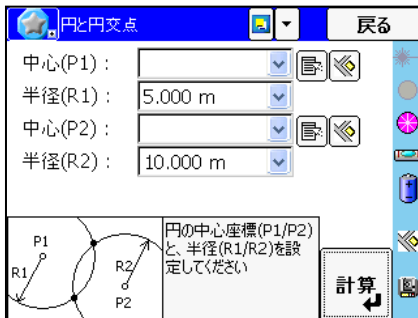 円と円交点
戻る
中心(P1) :
半径(R1) :
5.000 m
中心(P2) :
半径(R2) :
10.000 m
P1
R1
R2
P2
円の中心座標(P1/P2)
と、半径(R1/R2)を設
定してください
計算